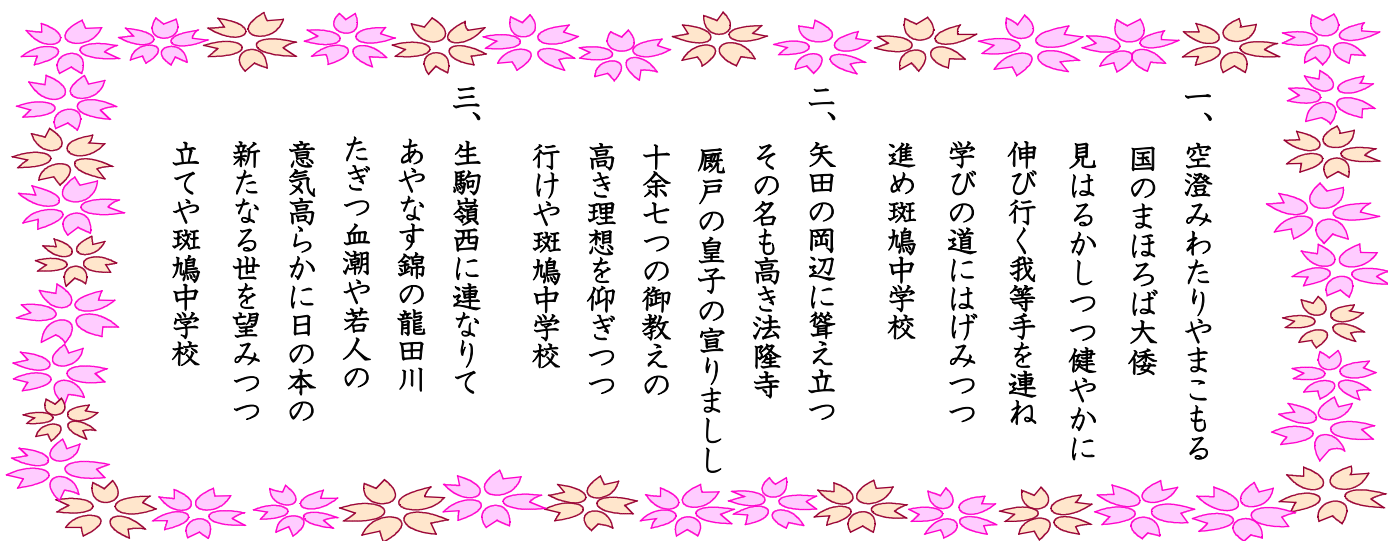 一、空澄みわたりやまこもる
国のまほろば大倭
見はるかしつつ健やかに
伸び行く我等手を連ね
学びの道にはげみつつ
進め斑鳩中学校
二、矢田の岡辺に聳え立つ
その名も高き法隆寺
厩戸の皇子の宣りましし
十余七つの御教えの
高き理想を仰ぎつつ
行けや斑鳩中学校
三、生駒嶺西に連なりて
あやなす錦の龍田川
たぎつ血潮や若人の
意気高らかに日の本の
新たなる世を望みつつ
立てや斑鳩中学校